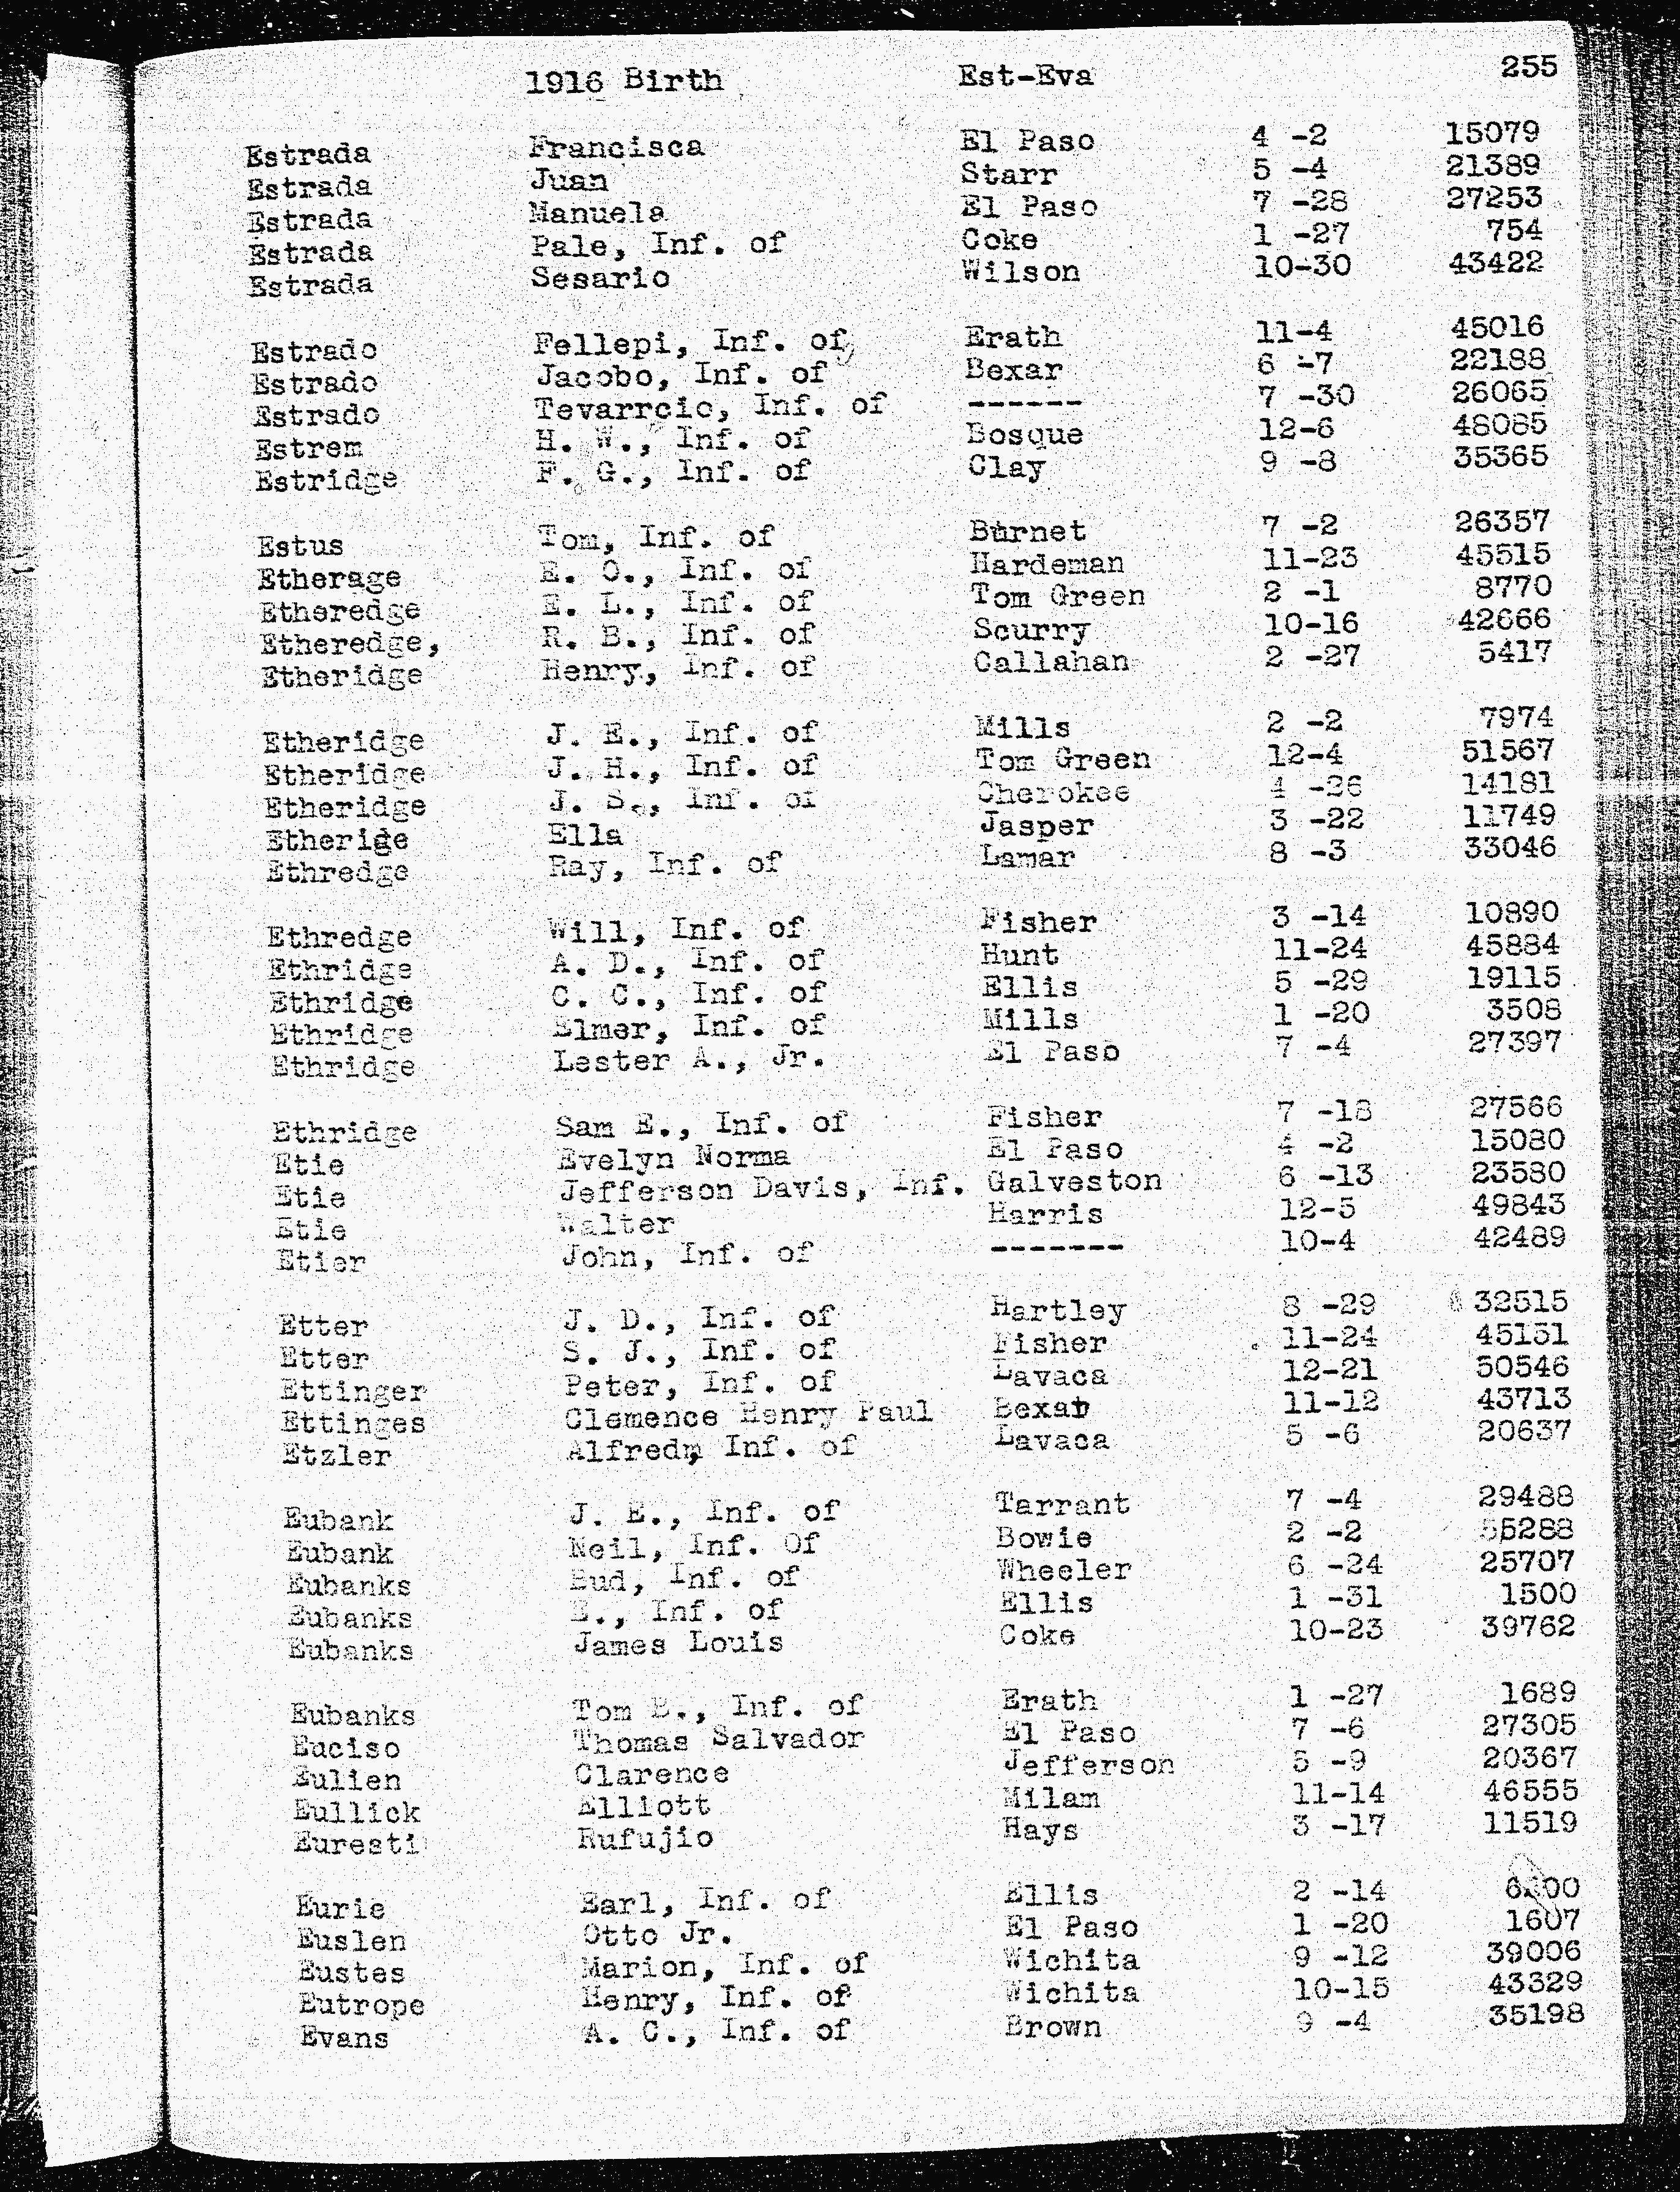 1916 Birth Est-Eva 255
Estrada Francisca El Paso 4 -2 15079
Estrada Juan Starr 5 -4 21389
Estrada Manuela El Paso 7 -28 27253
Estrada Pale, Inf. of Coke 1 -27 754
Estrada Sesario Wilson 10-30 43422
Estrado Fellepi, Inf. of Erath 11-4 45016
Estrado Jacobo, Inf. of Bexar 6 -7 22188
Estrado Tevarrcio, Inf. of ------ 7 -30 26065
Estrem H. W., Inf. of Bosque 12-6 48085
Estridge F. G., Inf. of Clay 9 -8 35365
Estus Tom, Inf. of Burnet 7 -2 26357
Etherage E. O., Inf. of Hardeman 11-23 45515
Etheredge E. L., Inf. of Tom Green 2 -1 8770
Etheredge, R. B., Inf. of Scurry 10-16 42666
Etheridge Henry, Inf. of Callahan 2 -27 5417
Etheridge J. E., Inf. of Mills 2 -2 7974
Etheridge J. H., Inf. of Tom Green 12-4 51567
Etheridge J. S., Inf. of Cherokee 4 -26 14181
Etherige Ella Jasper 3 -22 11749
Ethredge Ray, Inf. of Lamar 8 -3 33046
Ethredge Will, Inf. of Fisher 3 -14 10890
Ethridge A. D., Inf. of Hunt 11-24 45884
Ethridge C. C., Inf. of Ellis 5 -29 19115
Ethridge Elmer, Inf. of Mills 1 -20 3508
Ethridge Lester A., Jr. El Paso 7 -4 27397
Ethridge Sam E., Inf. of Fisher 7 -18 27566
Etie Evelyn Norma El Paso 4 -2 15080
Etie Jefferson Davis, Inf. Galveston 6 -13 23580
Etie Walter Harris 12-5 49843
Etier John, Inf. of ------- 10-4 42489
Etter J. D., Inf. of Hartley 8 -29 32515
Etter S. J., Inf. of Fisher 11-24 45151
Ettinger Peter, Inf. of Lavaca 12-21 50546
Ettinges Clemence Henry Paul Bexar 11-12 43713
Etzler Alfred, Inf. of Lavaca 5 -6 20637
Eubank J. E., Inf. of Tarrant 7 -4 29488
Eubank Neil, Inf. Of Bowie 2 -2 5288
Eubanks Bud, Inf. of Wheeler 6 -24 25707
Eubanks E., Inf. of Ellis 1 -31 1500
Eubanks James Louis Coke 10-23 39762
Eubanks Tom B., Inf. of Erath 1 -27 1689
Euciso Thomas Salvador El Paso 7 -6 27305
Eulien Clarence Jefferson 5 -9 20367
Eullick Elliott Milam 11-14 46555
Euresti Rufujio Hays 3 -17 11519
Eurie Earl, Inf. of Ellis 2 -14
Euslen Otto Jr. El Paso 1 -20 1607
Eustes Marion, Inf. of Wichita 9 -12 39006
Eutrope Henry, Inf. of Wichita 10-15 43329
Evans A. C., Inf. of Brown 9 -4 35198